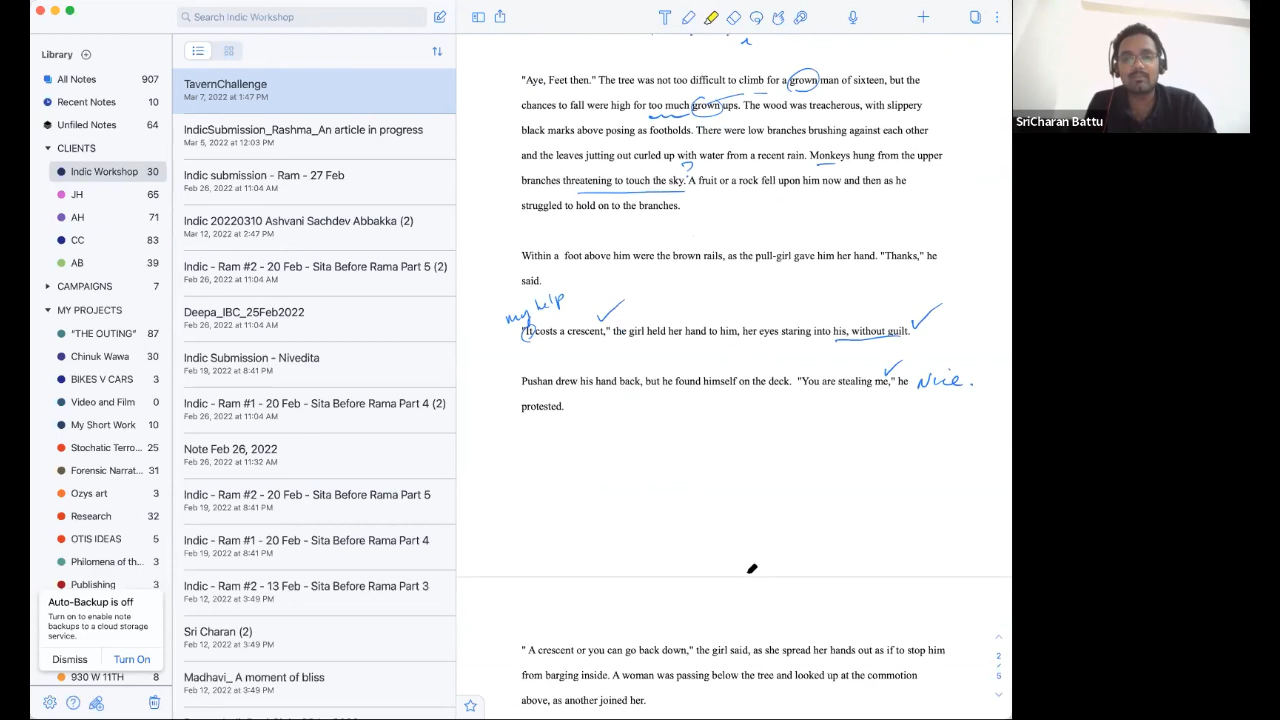 Search Indic Workshop
Library
All Notes 907
Recent Notes 10
Unfiled Notes 64
CLIENTS
Indic Workshop 30
JH 65
AH 71
CC 83
AB 39
CAMPAIGNS 7
MY PROJECTS
“THE OUTING” 87
Chinuk Wawa 30
BIKES V CARS 3
Video and Film 0
My Short Work 10
Stochatic Terro... 25
Forensic Narrat... 31
Ozys art 3
Research 32
OTIS IDEAS 5
Philomena of th... 3
Publishing 3
Auto-Backup is off
Turn on to enable note
backups to a cloud storage
service.
Dismiss Turn On
930 W 11TH 8
TavernChallenge
Mar 7, 2022 at 1:47 PM
IndicSubmission_Rashma_An article in progress
Mar 5, 2022 at 12:03 PM
Indic submission - Ram - 27 Feb
Feb 26, 2022 at 11:04 AM
Indic 20220310 Ashvani Sachdev Abbakka (2)
Mar 12, 2022 at 2:47 PM
Indic - Ram #2 - 20 Feb - Sita Before Rama Part 5 (2)
Feb 26, 2022 at 11:04 AM
Deepa_IBC_25Feb2022
Feb 26, 2022 at 11:04 AM
Indic Submission - Nivedita
Feb 19, 2022 at 8:41 PM
Indic - Ram #1 - 20 Feb - Sita Before Rama Part 4 (2)
Feb 26, 2022 at 11:04 AM
Note Feb 26, 2022
Feb 26, 2022 at 11:32 AM
Indic - Ram #2 - 20 Feb - Sita Before Rama Part 5
Feb 19, 2022 at 8:41 PM
Indic - Ram #1 - 20 Feb - Sita Before Rama Part 4
Feb 19, 2022 at 8:41 PM
Indic - Ram #2 - 13 Feb - Sita Before Rama Part 3
Feb 12, 2022 at 3:49 PM
Sri Charan (2)
Feb 12, 2022 at 3:49 PM
Madhavi_ A moment of bliss
Feb 12, 2022 at 3:49 PM
"Aye, Feet then." The tree was not too difficult to climb for a grown man of sixteen, but the
chances to fall were high for too much grown ups. The wood was treacherous, with slippery
black marks above posing as footholds. There were low branches brushing against each other
and the leaves jutting out curled up with water from a recent rain. Monkeys hung from the upper
?
branches threatening to touch the sky. A fruit or a rock fell upon him now and then as he
struggled to hold on to the branches.
Within a foot above him were the brown rails, as the pull-girl gave him her hand. "Thanks," he
said.
my help
"It costs a crescent," the girl held her hand to him, her eyes staring into his, without guilt.
Pushan drew his hand back, but he found himself on the deck. "You are stealing me," he
Nice.
protested.
" A crescent or you can go back down," the girl said, as she spread her hands out as if to stop him
from barging inside. A woman was passing below the tree and looked up at the commotion
above, as another joined her.
2
5
SriCharan Battu